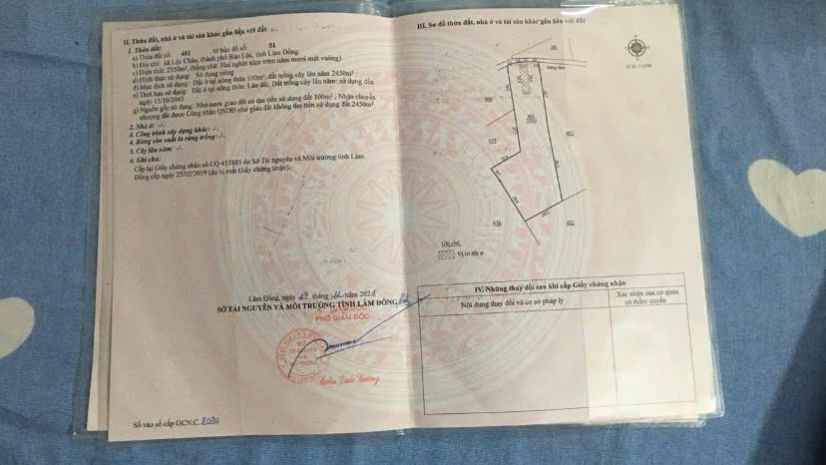 II. Thửa đất, nhà ở và tài sản khác gắn liền với đất
1. Thửa đất:
a) Thửa đất số: 481, tờ bản đồ số: 51
b) Địa chỉ: xã Lộc Châu, thành phố Bảo Lộc, tỉnh Lâm Đồng.
c) Diện tích: 2550m², (bằng chữ: Hai nghìn năm trăm năm mươi mét vuông)
d) Hình thức sử dụng: Sử dụng riêng
đ) Mục đích sử dụng: Đất ở tại nông thôn 100m², đất trồng cây lâu năm 2450m²
e) Thời hạn sử dụng: Đất ở tại nông thôn: Lâu dài, Đất trồng cây lâu năm: sử dụng đến
ngày 15/10/2043
g) Nguồn gốc sử dụng: Nhà nước giao đất có thu tiền sử dụng đất 100m²; Nhận chuyển
nhượng đất được Công nhận QSDĐ như giao đất không thu tiền sử dụng đất 2450m²
2. Nhà ở: -/-
3. Công trình xây dựng khác: -/-
4. Rừng sản xuất là rừng trồng: -/-
5. Cây lâu năm: -/-
6. Ghi chú:
Cấp lại Giấy chứng nhận số CQ 457885 do Sở Tài nguyên và Môi trường tỉnh Lâm
Đồng cấp ngày 25/02/2019 (do bị mất Giấy chứng nhận).
Lâm Đồng, ngày tháng năm
SỞ TÀI NGUYÊN VÀ MÔI TRƯỜNG TỈNH LÂM ĐỒNG
PHÓ GIÁM ĐỐC
Số vào sổ cấp GCN:C
III. Sơ đồ thửa đất, nhà ở và tài sản khác gắn liền với đất
Ghi chú:
Vị trí đất ở
IV. Những thay đổi sau khi cấp Giấy chứng nhận
Nội dung thay đổi và cơ sở pháp lý
Xác nhận của cơ quan
có thẩm quyền